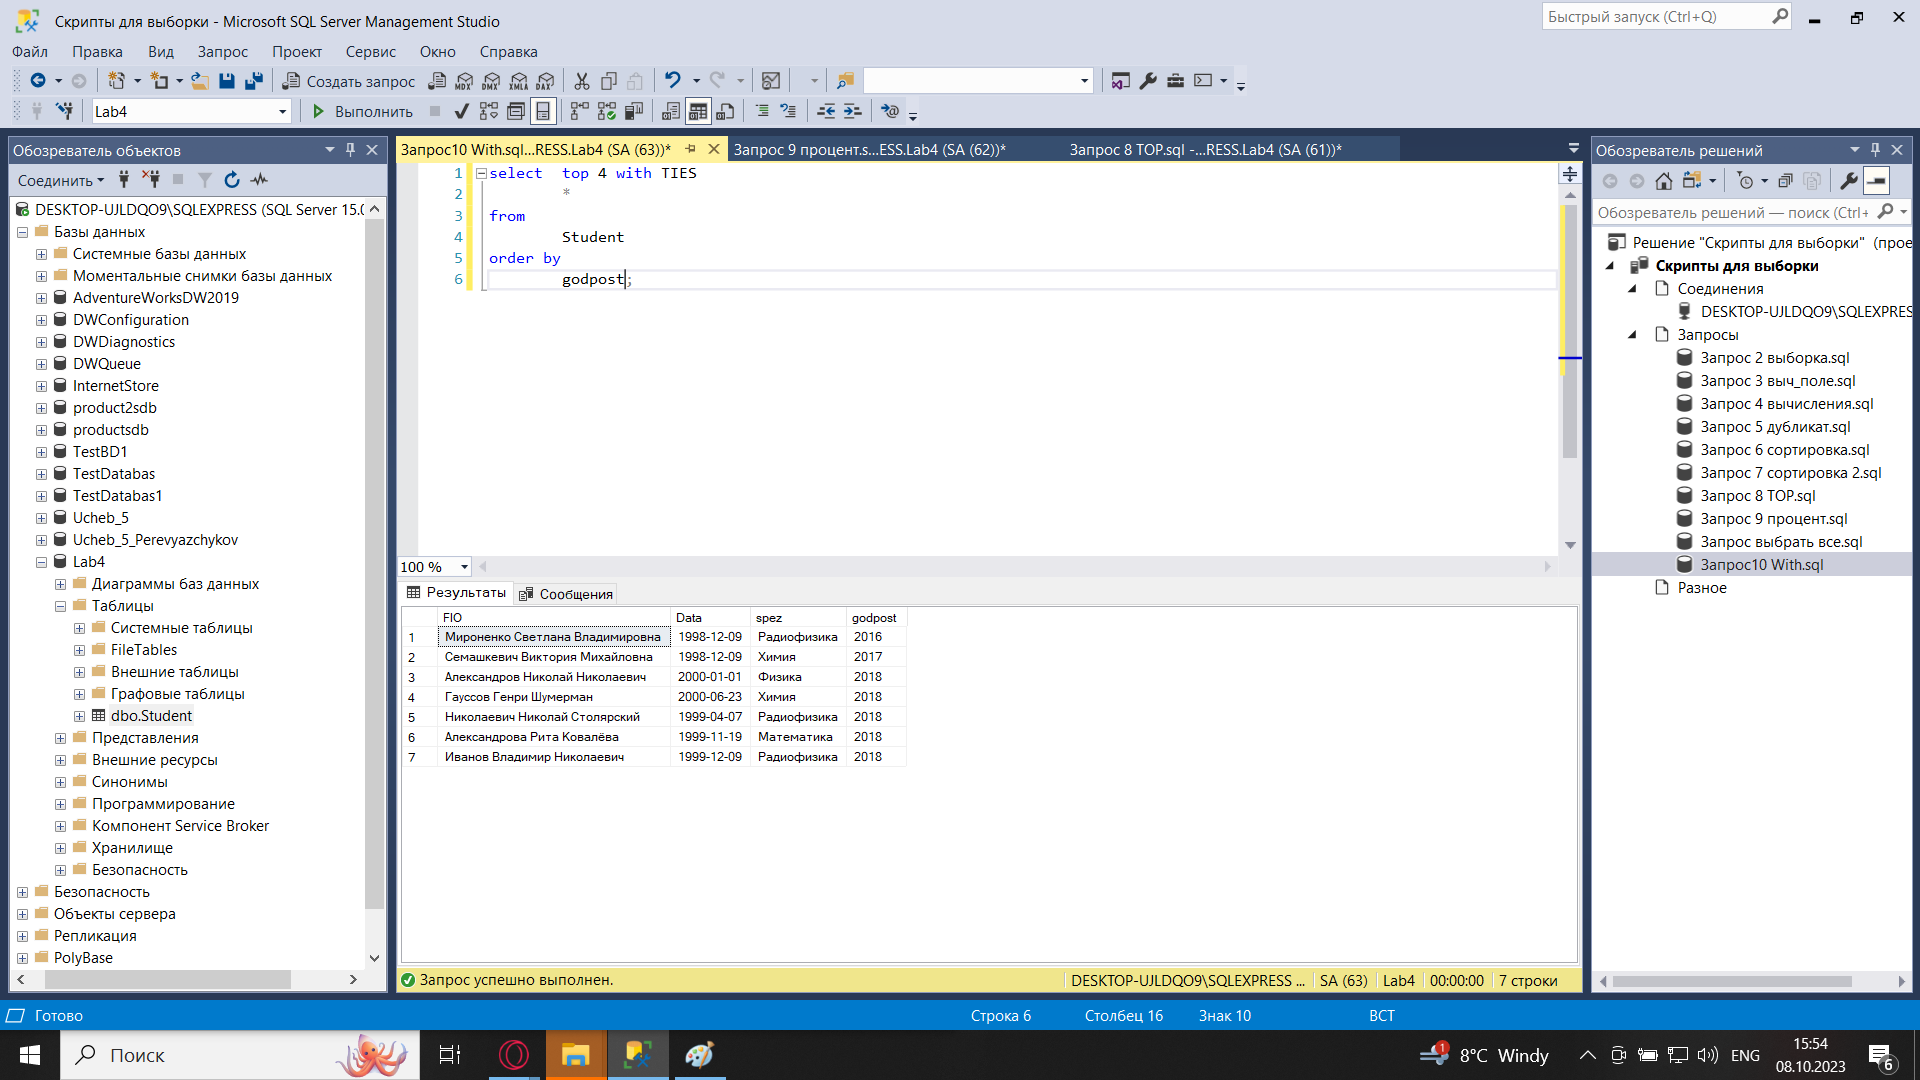 Скрипты для выборки - Microsoft SQL Server Management Studio
Быстрый запуск (Ctrl+Q)
Файл Правка Вид Запрос Проект Сервис Окно Справка
Создать запрос MDX DMX XMLA DAX
Lab4 Выполнить
Обозреватель объектов
Соединить
DESKTOP-UJLDQO9\SQLEXPRESS (SQL Server 15.0
Базы данных
Системные базы данных
Моментальные снимки базы данных
AdventureWorksDW2019
DWConfiguration
DWDiagnostics
DWQueue
InternetStore
product2sdb
productsdb
TestBD1
TestDatabas
TestDatabas1
Ucheb_5
Ucheb_5_Perevyazchykov
Lab4
Диаграммы баз данных
Таблицы
Системные таблицы
FileTables
Внешние таблицы
Графовые таблицы
dbo.Student
Представления
Внешние ресурсы
Синонимы
Программирование
Компонент Service Broker
Хранилище
Безопасность
Безопасность
Объекты сервера
Репликация
PolyBase
Запрос10 With.sql...RESS.Lab4 (SA (63))* Запрос 9 процент.s...ESS.Lab4 (SA (62))* Запрос 8 TOP.sql -...RESS.Lab4 (SA (61))*
1 select top 4 with TIES
2 *
3 from
4 Student
5 order by
6 godpost;
100 %
Результаты Сообщения
FIO Data spez godpost
1 Мироненко Светлана Владимировна 1998-12-09 Радиофизика 2016
2 Семашкевич Виктория Михайловна 1998-12-09 Химия 2017
3 Александров Николай Николаевич 2000-01-01 Физика 2018
4 Гауссов Генри Шумерман 2000-06-23 Химия 2018
5 Николаевич Николай Столярский 1999-04-07 Радиофизика 2018
6 Александрова Рита Ковалёва 1999-11-19 Математика 2018
7 Иванов Владимир Николаевич 1999-12-09 Радиофизика 2018
Запрос успешно выполнен. DESKTOP-UJLDQO9\SQLEXPRESS ... SA (63) Lab4 00:00:00 7 строки
Обозреватель решений
Обозреватель решений — поиск (Ctrl+
Решение "Скрипты для выборки" (прое
Скрипты для выборки
Соединения
DESKTOP-UJLDQO9\SQLEXPRES
Запросы
Запрос 2 выборка.sql
Запрос 3 выч_поле.sql
Запрос 4 вычисления.sql
Запрос 5 дубликат.sql
Запрос 6 сортировка.sql
Запрос 7 сортировка 2.sql
Запрос 8 TOP.sql
Запрос 9 процент.sql
Запрос выбрать все.sql
Запрос10 With.sql
Разное
Готово Строка 6 Столбец 16 Знак 10 ВСТ
Поиск
1 8°C Windy ENG 15:54
08.10.2023
6